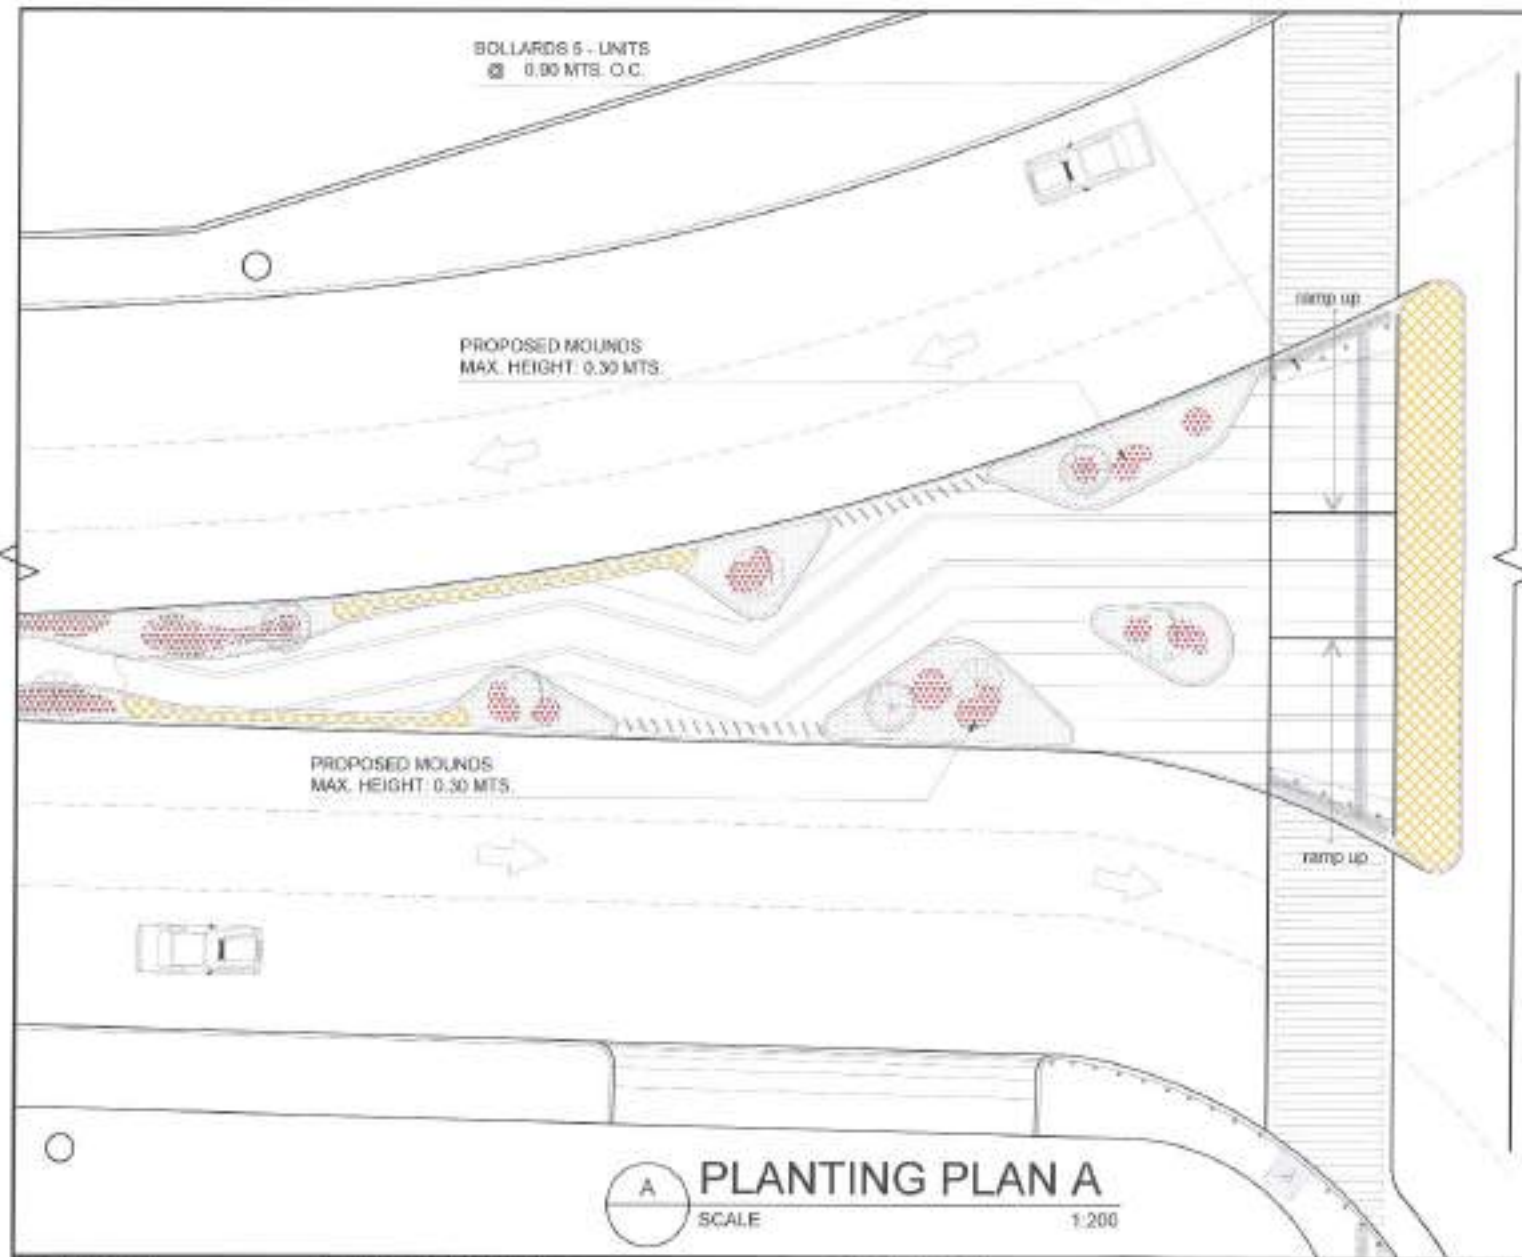 BOLLARDS 5 - UNITS
@ 0.90 MTS. O.C.
ramp up
PROPOSED MOUNDS
MAX. HEIGHT: 0.30 MTS.
PROPOSED MOUNDS
MAX. HEIGHT: 0.30 MTS.
ramp up
A
PLANTING PLAN A
SCALE 1:200